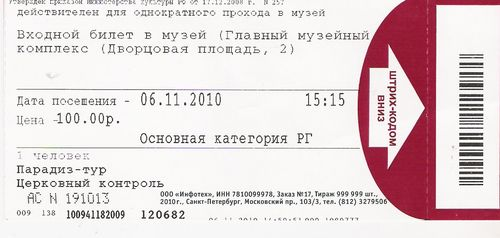 Утвержден приказом Министерства культуры РФ от 17.12.2008 г. N 257
действителен для однократного прохода в музей
Входной билет в музей (Главный музейный
комплекс (Дворцовая площадь, 2)
Дата посещения - 06.11.2010 15:15
Цена -100.00р.
Основная категория РГ
1 человек
Парадиз-тур
Церковный контроль
АС N 191013
009 138 100941182009 120682
ООО «Инфотех», ИНН 7810099978, Заказ №17, Тираж 999 999 шт.,
2010г., Санкт-Петербург, Московский пр., 103/3, тел. (812) 3279506
ШТРИХ-КОДОМ
ВНИЗ